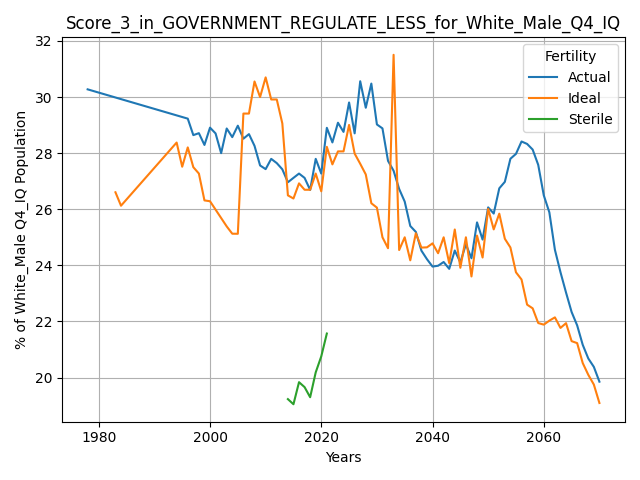 Score_3_in_GOVERNMENT_REGULATE_LESS_for_White_Male_Q4_IQ
Fertility
Actual
Ideal
Sterile
% of White_Male Q4_IQ Population
32
30
28
26
24
22
20
1980
2000
2020
2040
2060
Years